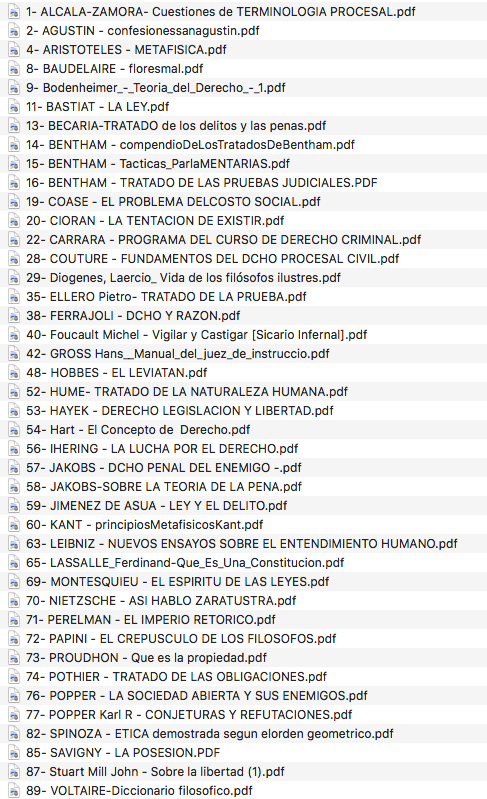 1- ALCALA-ZAMORA- Cuestiones de TERMINOLOGIA PROCESAL.pdf
2- AGUSTIN - confesionessanagustin.pdf
4- ARISTOTELES - METAFISICA.pdf
8- BAUDELAIRE - floresmal.pdf
9- Bodenheimer_-_Teoria_del_Derecho_-_1.pdf
11- BASTIAT - LA LEY.pdf
13- BECARIA-TRATADO de los delitos y las penas.pdf
14- BENTHAM - compendioDeLosTratadosDeBentham.pdf
15- BENTHAM - Tacticas_ParlaMENTARIAS.pdf
16- BENTHAM - TRATADO DE LAS PRUEBAS JUDICIALES.PDF
19- COASE - EL PROBLEMA DELCOSTO SOCIAL.pdf
20- CIORAN - LA TENTACION DE EXISTIR.pdf
22- CARRARA - PROGRAMA DEL CURSO DE DERECHO CRIMINAL.pdf
28- COUTURE - FUNDAMENTOS DEL DCHO PROCESAL CIVIL.pdf
29- Diogenes, Laercio_ Vida de los filósofos ilustres.pdf
35- ELLERO Pietro- TRATADO DE LA PRUEBA.pdf
38- FERRAJOLI - DCHO Y RAZON.pdf
40- Foucault Michel - Vigilar y Castigar [Sicario Infernal].pdf
42- GROSS Hans__Manual_del_juez_de_instruccio.pdf
48- HOBBES - EL LEVIATAN.pdf
52- HUME- TRATADO DE LA NATURALEZA HUMANA.pdf
53- HAYEK - DERECHO LEGISLACION Y LIBERTAD.pdf
54- Hart - El Concepto de  Derecho.pdf
56- IHERING - LA LUCHA POR EL DERECHO.pdf
57- JAKOBS - DCHO PENAL DEL ENEMIGO -.pdf
58- JAKOBS-SOBRE LA TEORIA DE LA PENA.pdf
59- JIMENEZ DE ASUA - LEY Y EL DELITO.pdf
60- KANT - principiosMetafisicosKant.pdf
63- LEIBNIZ - NUEVOS ENSAYOS SOBRE EL ENTENDIMIENTO HUMANO.pdf
65- LASSALLE_Ferdinand-Que_Es_Una_Constitucion.pdf
69- MONTESQUIEU - EL ESPIRITU DE LAS LEYES.pdf
70- NIETZSCHE - ASI HABLO ZARATUSTRA.pdf
71- PERELMAN - EL IMPERIO RETORICO.pdf
72- PAPINI - EL CREPUSCULO DE LOS FILOSOFOS.pdf
73- PROUDHON - Que es la propiedad.pdf
74- POTHIER - TRATADO DE LAS OBLIGACIONES.pdf
76- POPPER - LA SOCIEDAD ABIERTA Y SUS ENEMIGOS.pdf
77- POPPER Karl R - CONJETURAS Y REFUTACIONES.pdf
82- SPINOZA - ETICA demostrada segun elorden geometrico.pdf
85- SAVIGNY - LA POSESION.PDF
87- Stuart Mill John - Sobre la libertad (1).pdf
89- VOLTAIRE-Diccionario filosofico.pdf